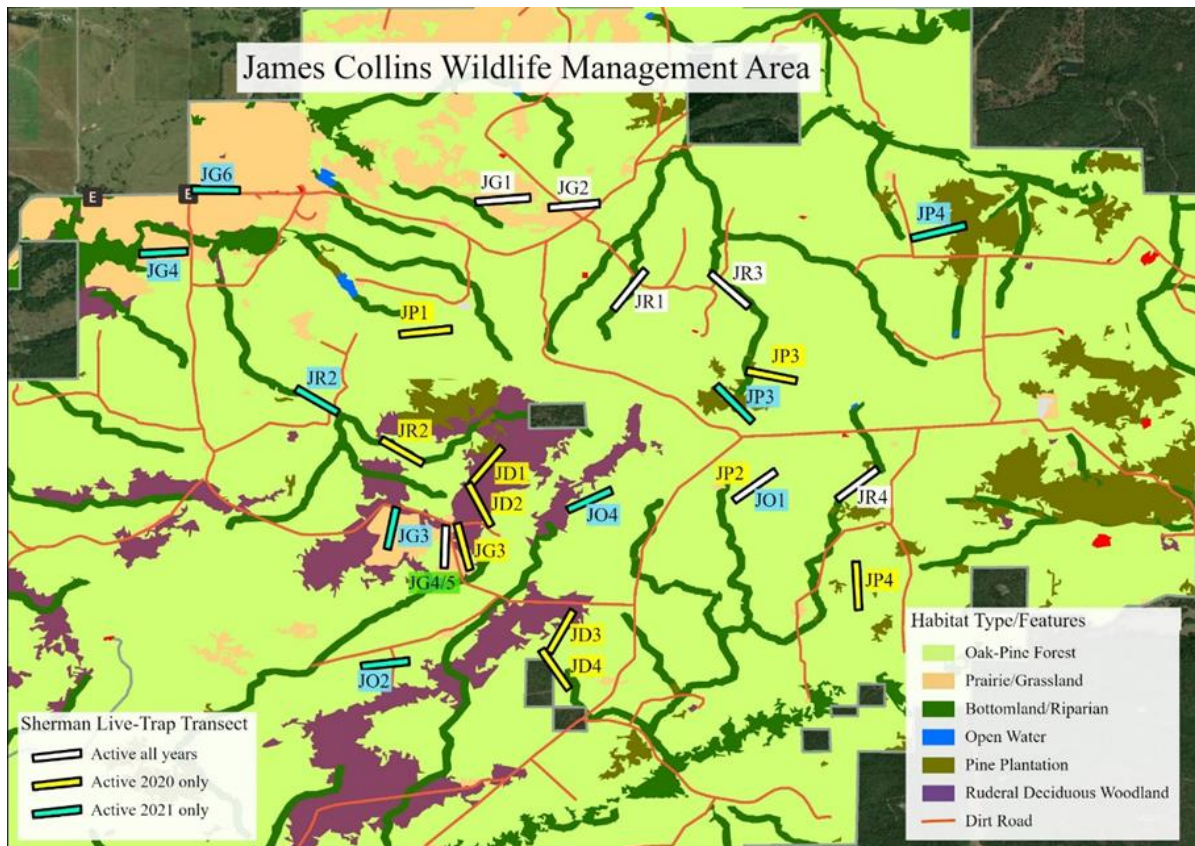 James Collins Wildlife Management Area
JG6
E
E
JG1
JG2
JP4
JG4
JR1
JR3
JP1
JP3
JR2
JP3
JR2
JD1
JP2
JO1
JR4
JD2
JO4
JG3
JG3
JG4/5
JP4
JD3
JD4
JO2
Habitat Type/Features
Oak-Pine Forest
Prairie/Grassland
Bottomland/Riparian
Open Water
Pine Plantation
Ruderal Deciduous Woodland
Dirt Road
Sherman Live-Trap Transect
Active all years
Active 2020 only
Active 2021 only